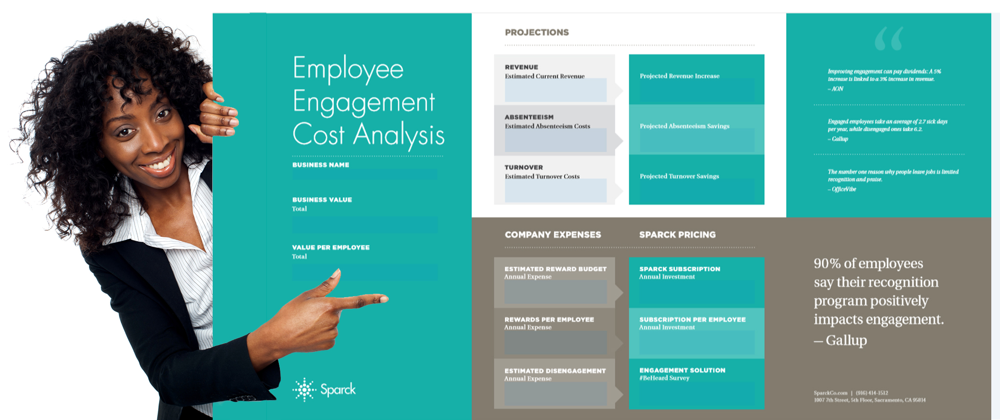 Employee
Engagement
Cost Analysis
BUSINESS NAME
BUSINESS VALUE
Total
VALUE PER EMPLOYEE
Total
Sparck
PROJECTIONS
REVENUE
Estimated Current Revenue
Projected Revenue Increase
ABSENTEEISM
Estimated Absenteeism Costs
Projected Absenteeism Savings
TURNOVER
Estimated Turnover Costs
Projected Turnover Savings
“
Improving engagement can pay dividends: A 5%
increase is linked to a 3% increase in revenue.
– AON
Engaged employees take an average of 2.7 sick days
per year, while disengaged ones take 6.2.
– Gallup
The number one reason why people leave jobs is limited
recognition and praise.
– OfficeVibe
COMPANY EXPENSES
SPARCK PRICING
ESTIMATED REWARD BUDGET
Annual Expense
SPARCK SUBSCRIPTION
Annual Investment
REWARDS PER EMPLOYEE
Annual Expense
SUBSCRIPTION PER EMPLOYEE
Annual Investment
ESTIMATED DISENGAGEMENT
Annual Expense
ENGAGEMENT SOLUTION
#BeHeard Survey
90% of employees
say their recognition
program positively
impacts engagement.
– Gallup
SparckCo.com | (916) 414-1512
1007 7th Street, 5th Floor, Sacramento, CA 95814